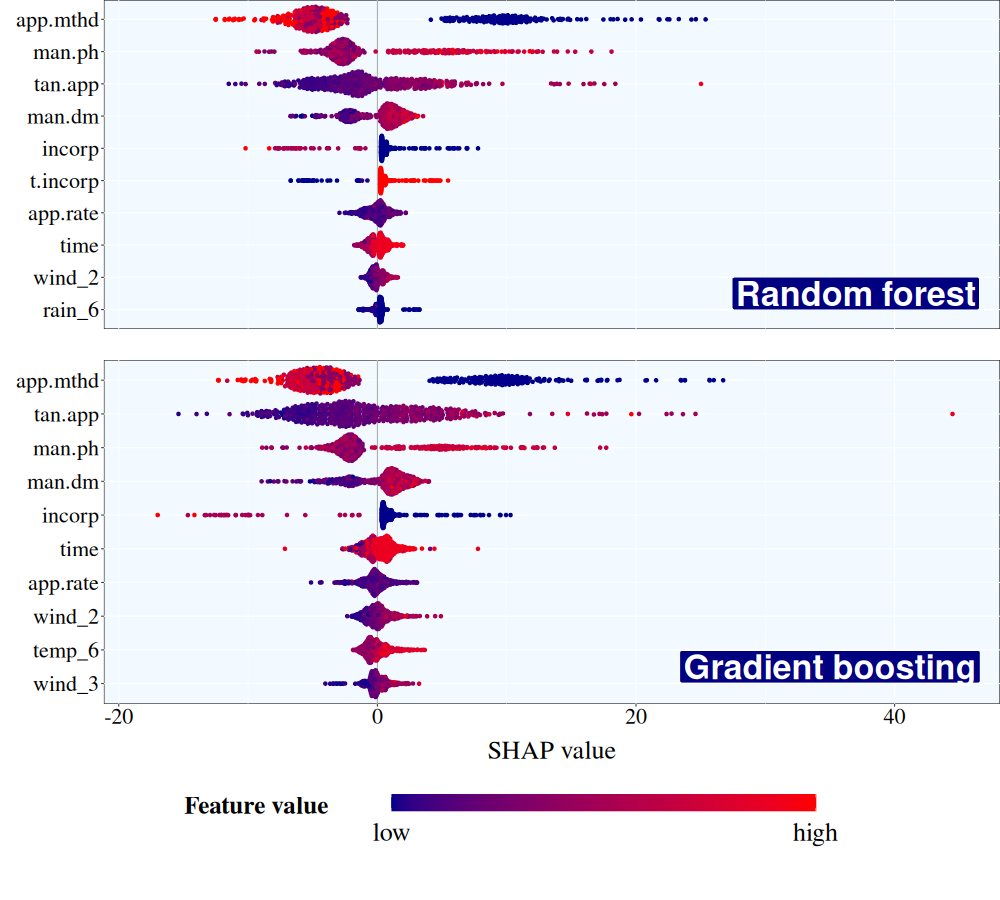 app.mthd
man.ph
tan.app
man.dm
incorp
t.incorp
app.rate
time
wind_2
rain_6
Random forest
app.mthd
tan.app
man.ph
man.dm
incorp
time
app.rate
wind_2
temp_6
wind_3
Gradient boosting
-20 0 20 40
SHAP value
Feature value
low high